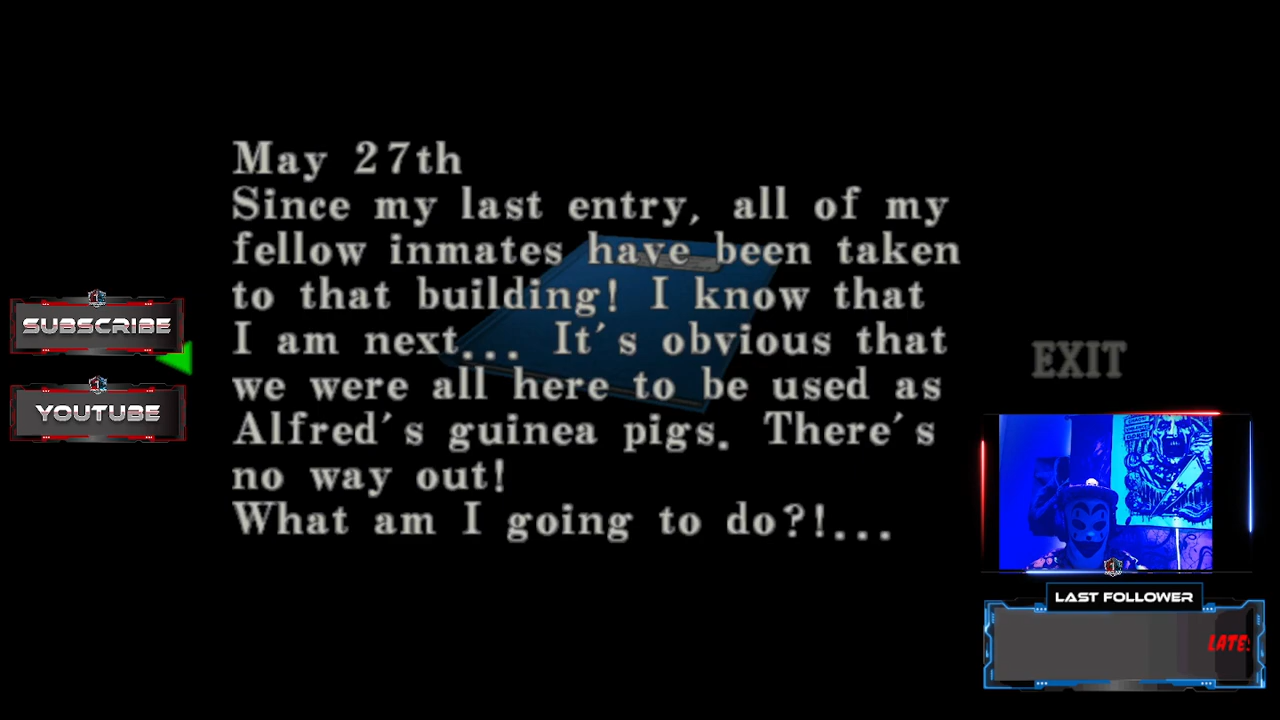 May 27th
Since my last entry, all of my
fellow inmates have been taken
to that building! I know that
I am next... It's obvious that
we were all here to be used as
Alfred's guinea pigs. There's
no way out!
What am I going to do?!...
EXIT
SUBSCRIBE
YOUTUBE
LAST FOLLOWER
LATES